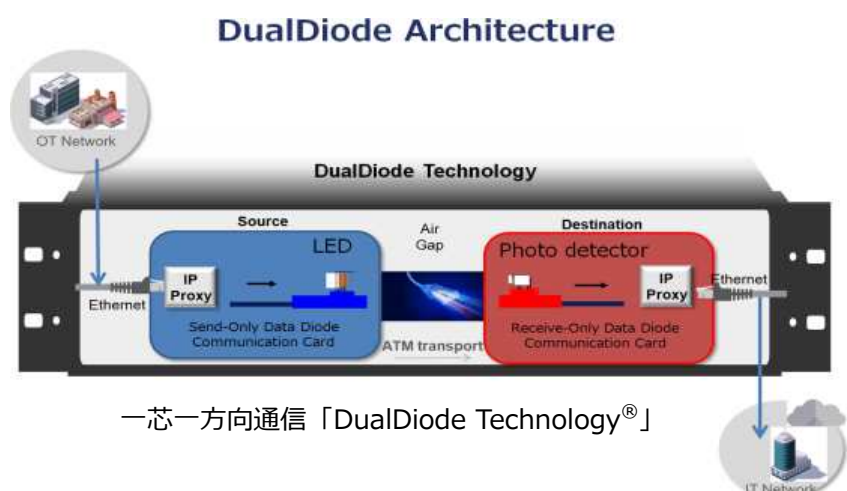 DualDiode Architecture
OT Network
DualDiode Technology
Source
Air
Gap
Destination
LED
Photo detector
IP
Proxy
IP
Proxy
Ethernet
Ethernet
Send-Only Data Diode
Communication Card
ATM transport
Receive-Only Data Diode
Communication Card
一芯一方向通信「DualDiode Technology®」
IT Network